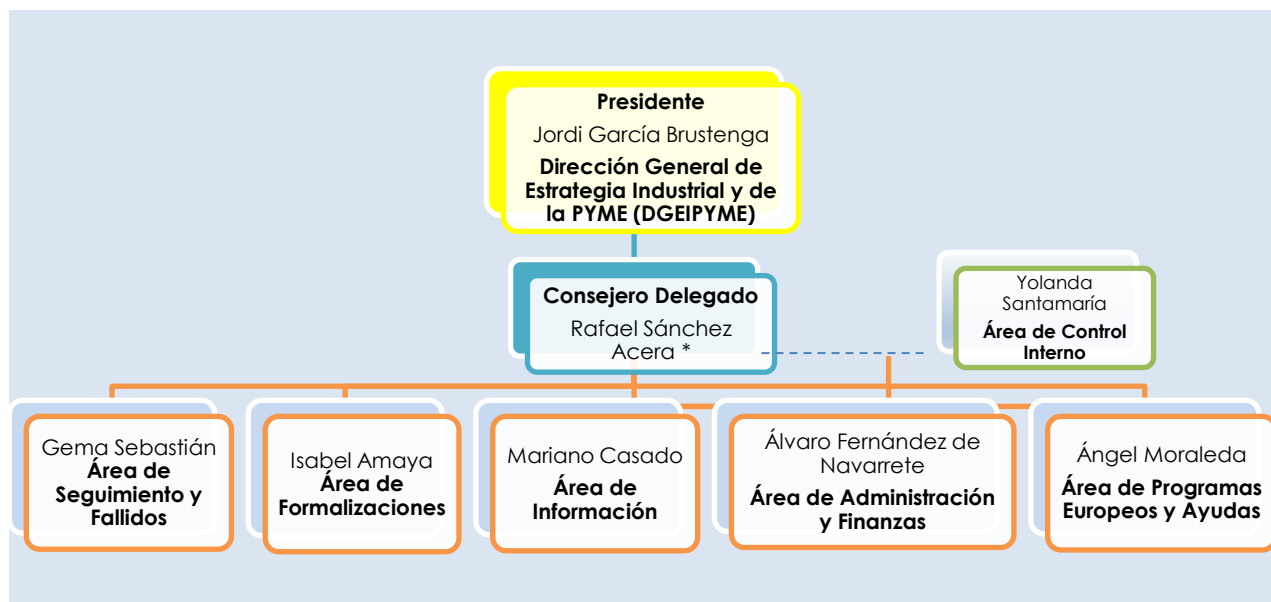 Presidente
Jordi García Brustenga
Dirección General de
Estrategia Industrial y de
la PYME (DGEIPYME)
Consejero Delegado
Rafael Sánchez
Acera *
Yolanda
Santamaría
Área de Control
Interno
Gema Sebastián
Área de
Seguimiento y
Fallidos
Isabel Amaya
Área de
Formalizaciones
Mariano Casado
Área de
Información
Álvaro Fernández de
Navarrete
Área de Administración
y Finanzas
Ángel Moraleda
Área de Programas
Europeos y Ayudas